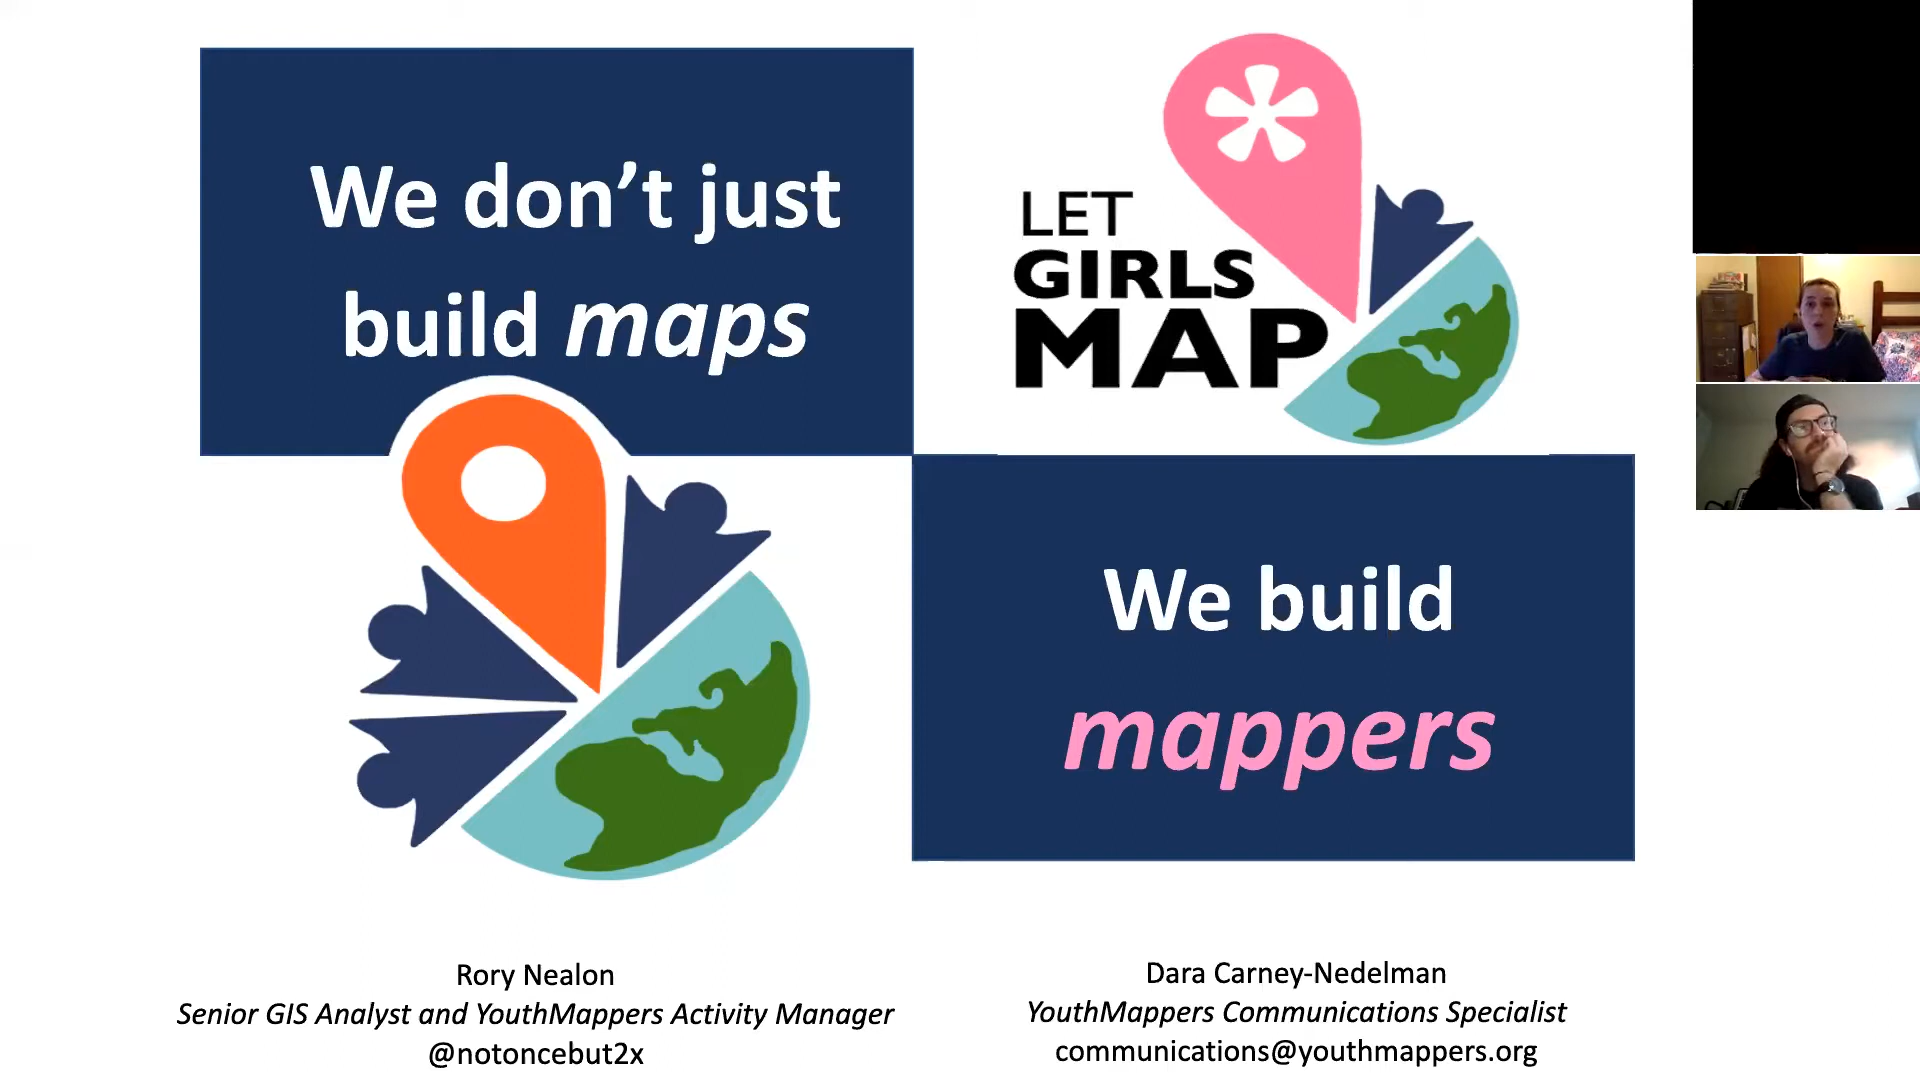 We don't just
build maps
LET
GIRLS
MAP
We build
mappers
Rory Nealon
Senior GIS Analyst and YouthMappers Activity Manager
@notoncebut2x
Dara Carney-Nedelman
YouthMappers Communications Specialist
communications@youthmappers.org